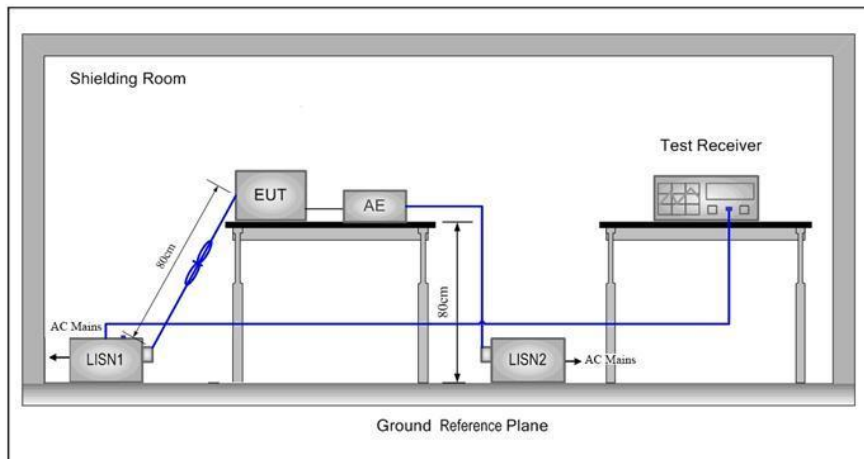 Shielding Room
Test Receiver
EUT
AE
80cm
80cm
AC Mains
LISN1
LISN2
AC Mains
Ground Reference Plane